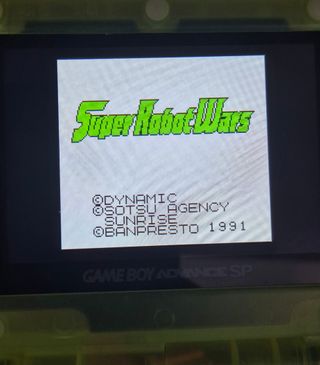 Super Robot Wars
©DYNAMIC
©SOTSU AGENCY
SUNRISE
©BANPRESTO 1991
GAME BOY ADVANCE SP